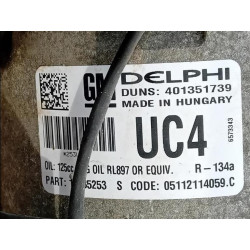 GM DELPHI
DUNS: 401351739
MADE IN HUNGARY
UC4
6573343
OIL: 125cc OIL RL897 OR EQUIV. R-134a
PART: 5253 S CODE: 05112114059.C